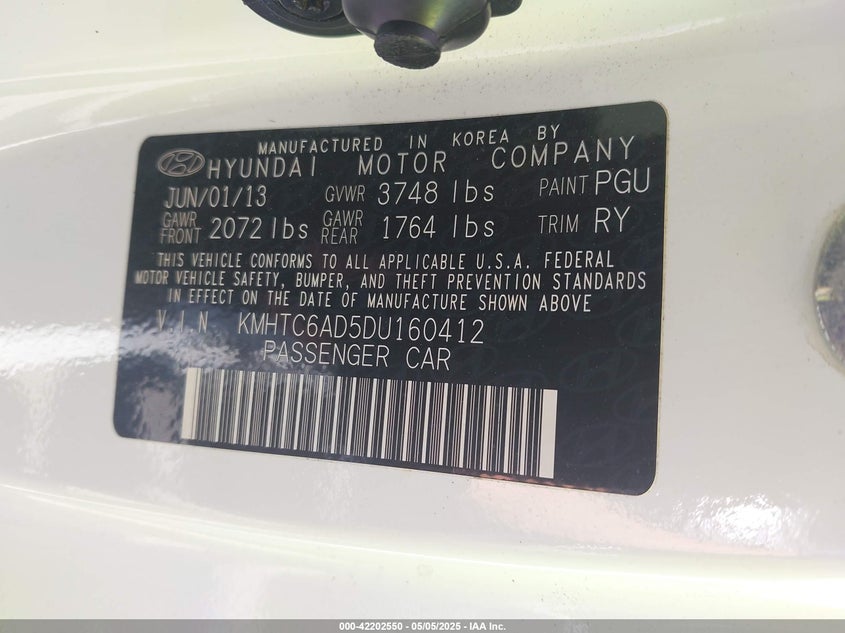 MANUFACTURED IN KOREA BY
HYUNDAI MOTOR COMPANY
JUN/01/13 GVWR 3748 lbs PAINT PGU
GAWR FRONT 2072 lbs GAWR REAR 1764 lbs TRIM RY
THIS VEHICLE CONFORMS TO ALL APPLICABLE U.S.A. FEDERAL
MOTOR VEHICLE SAFETY, BUMPER, AND THEFT PREVENTION STANDARDS
IN EFFECT ON THE DATE OF MANUFACTURE SHOWN ABOVE
V.I.N KMHTC6AD5DU160412
PASSENGER CAR
000-42202550 - 05/05/2025 - IAA Inc.